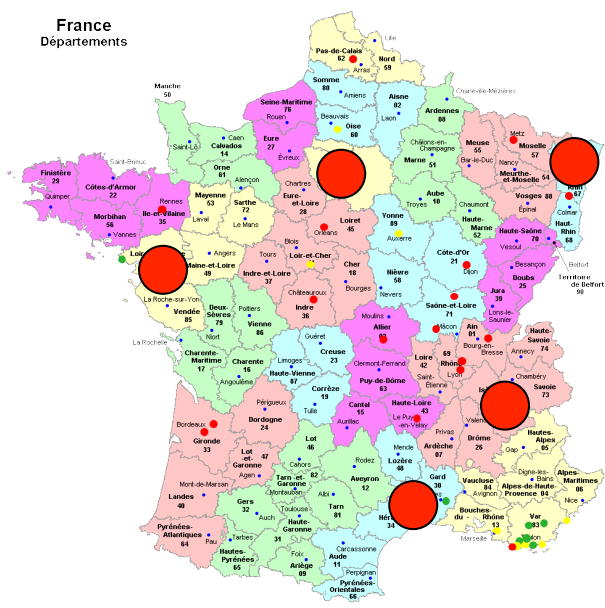 France
Départements
Lille
Pas-de-Calais
62
Nord
59
Arras
Somme
80
Amiens
Aisne
02
Laon
Charleville-Mézières
Ardennes
08
Manche
50
Seine-Maritime
76
Rouen
Beauvais
Oise
60
Saint-Lô
Caen
Calvados
14
Eure
27
Évreux
Orne
61
Alençon
Châlons-en-
Champagne
Marne
51
Meuse
55
Bar-le-Duc
Metz
Moselle
57
Nancy
Meurthe-
et-Moselle
54
Rhin
67
Colmar
Haut-
Rhin
68
Vosges
88
Épinal
Finistère
29
Quimper
Saint-Brieuc
Côtes-d'Armor
22
Morbihan
56
Vannes
Rennes
Ille-et-Vilaine
35
Mayenne
53
Laval
Sarthe
72
Le Mans
Chartres
Eure-
et-Loir
28
Loiret
45
Orléans
Yonne
89
Auxerre
Aube
10
Troyes
Chaumont
Haute-
Marne
52
Haute-Saône
70
Vesoul
Belfort
Territoire
de Belfort
90
Besançon
Doubs
25
Jura
39
Lons-le-
Saunier
Côte-d'Or
21
Dijon
Angers
Maine-et-Loire
49
Tours
Indre-et-Loire
37
Blois
Loir-et-Cher
Cher
18
Bourges
Nièvre
58
Nevers
Saône-et-Loire
71
Mâcon
La Roche-sur-Yon
Vendée
85
Deux-
Sèvres
79
Niort
Poitiers
Vienne
86
Châteauroux
Indre
36
Moulins
Allier
03
Ain
01
Bourg-en-
Bresse
Haute-
Savoie
74
Annecy
Chambéry
Savoie
73
La Rochelle
Charente-
Maritime
17
Charente
16
Angoulême
Limoges
Haute-Vienne
87
Guéret
Creuse
23
Corrèze
19
Tulle
Clermont-Ferrand
Puy-de-Dôme
63
Loire
42
Saint-
Étienne
69
Rhône
Lyon
Haute-Loire
43
Le Puy
-en-Velay
Cantal
15
Aurillac
Privas
Ardèche
07
Drôme
26
Hautes-
Alpes
05
Gap
Bordeaux
Gironde
33
Périgueux
Dordogne
24
Lot
46
Cahors
Lot
-et-
Garonne
47
Agen
Mont-de-Marsan
Landes
40
82
Tarn -et-
Garonne
Montauban
Rodez
Aveyron
12
Mende
Lozère
48
Gard
30
Vaucluse
84
Avignon
Digne-les-
Bains
Alpes-de-Haute-
Provence 04
Alpes-
Maritimes
06
Nice
Gers
32
Auch
Albi
Tarn
81
Toulouse
Haute-
Garonne
31
34
Bouches-
du -
Rhône
13
Marseille
Var
83
Pyrénées-
Atlantiques
64
Pau
Tarbes
Hautes-
Pyrénées
65
Foix
Ariège
09
Carcassonne
Aude
11
Perpignan
Pyrénées-
Orientales
66